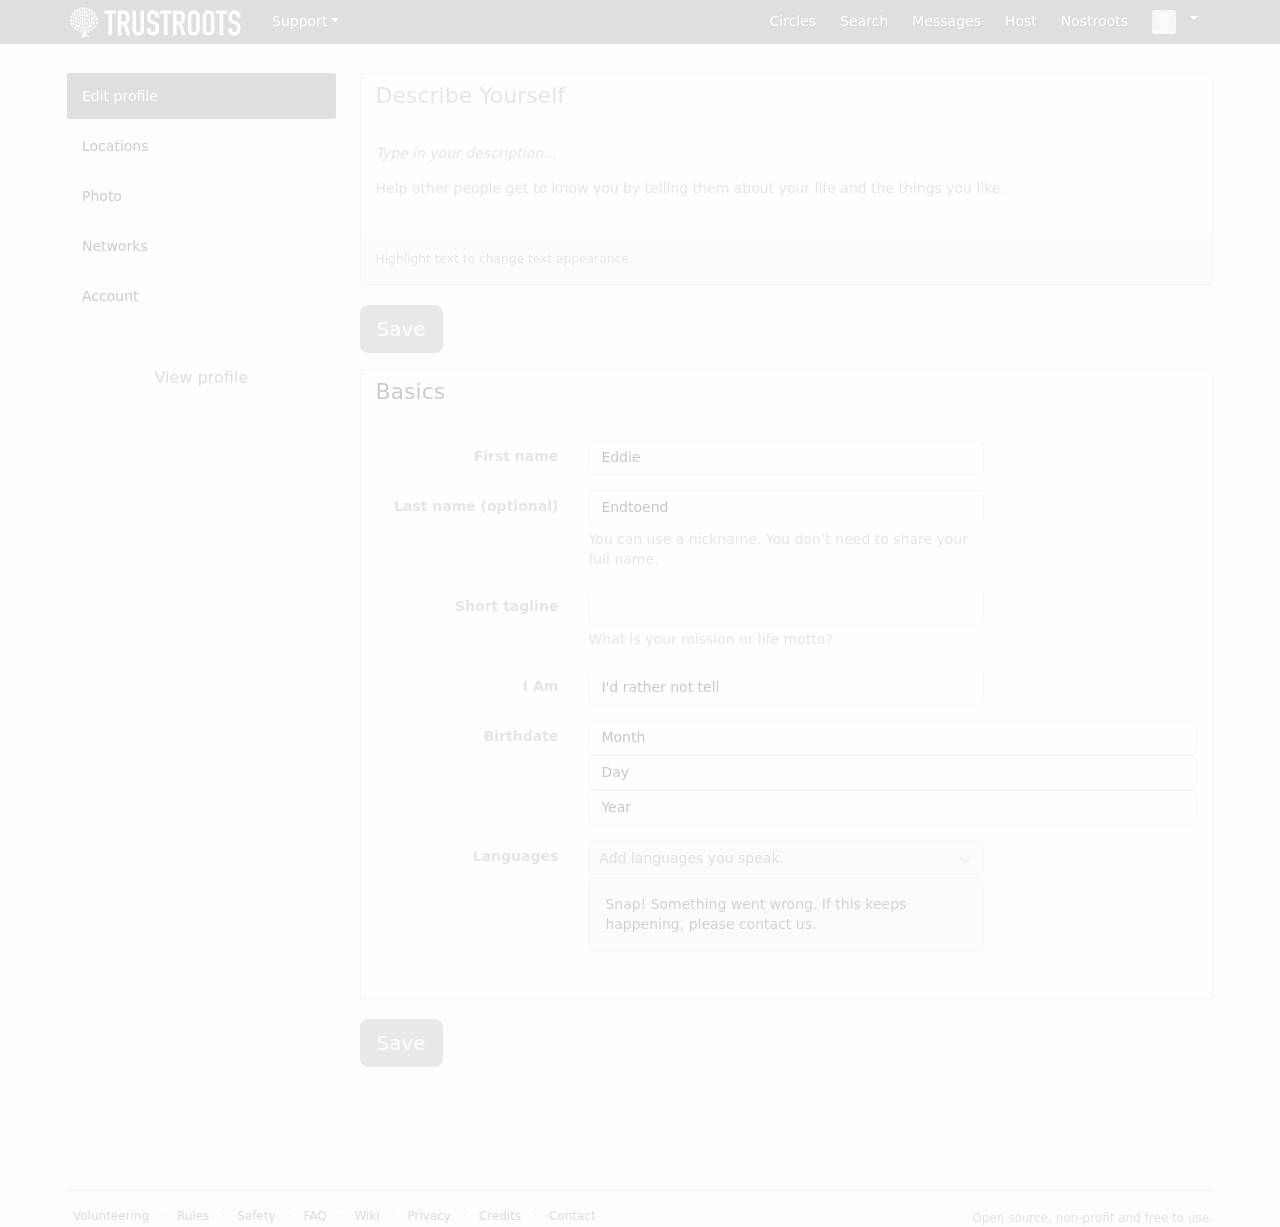 TRUSTROOTS Support Circles Search Messages Host Nostroots
Edit profile
Locations
Photo
Networks
Account
View profile
Describe Yourself
Type in your description...
Help other people get to know you by telling them about your life and the things you like.
Highlight text to change text appearance.
Save
Basics
First name Eddie
Last name (optional) Endtoend
You can use a nickname. You don't need to share your
full name.
Short tagline
What is your mission or life motto?
I Am I'd rather not tell
Birthdate Month
Day
Year
Languages Add languages you speak.
Snap! Something went wrong. If this keeps
happening, please contact us.
Save
Volunteering · Rules · Safety · FAQ · Wiki · Privacy · Credits · Contact Open source, non-profit and free to use.